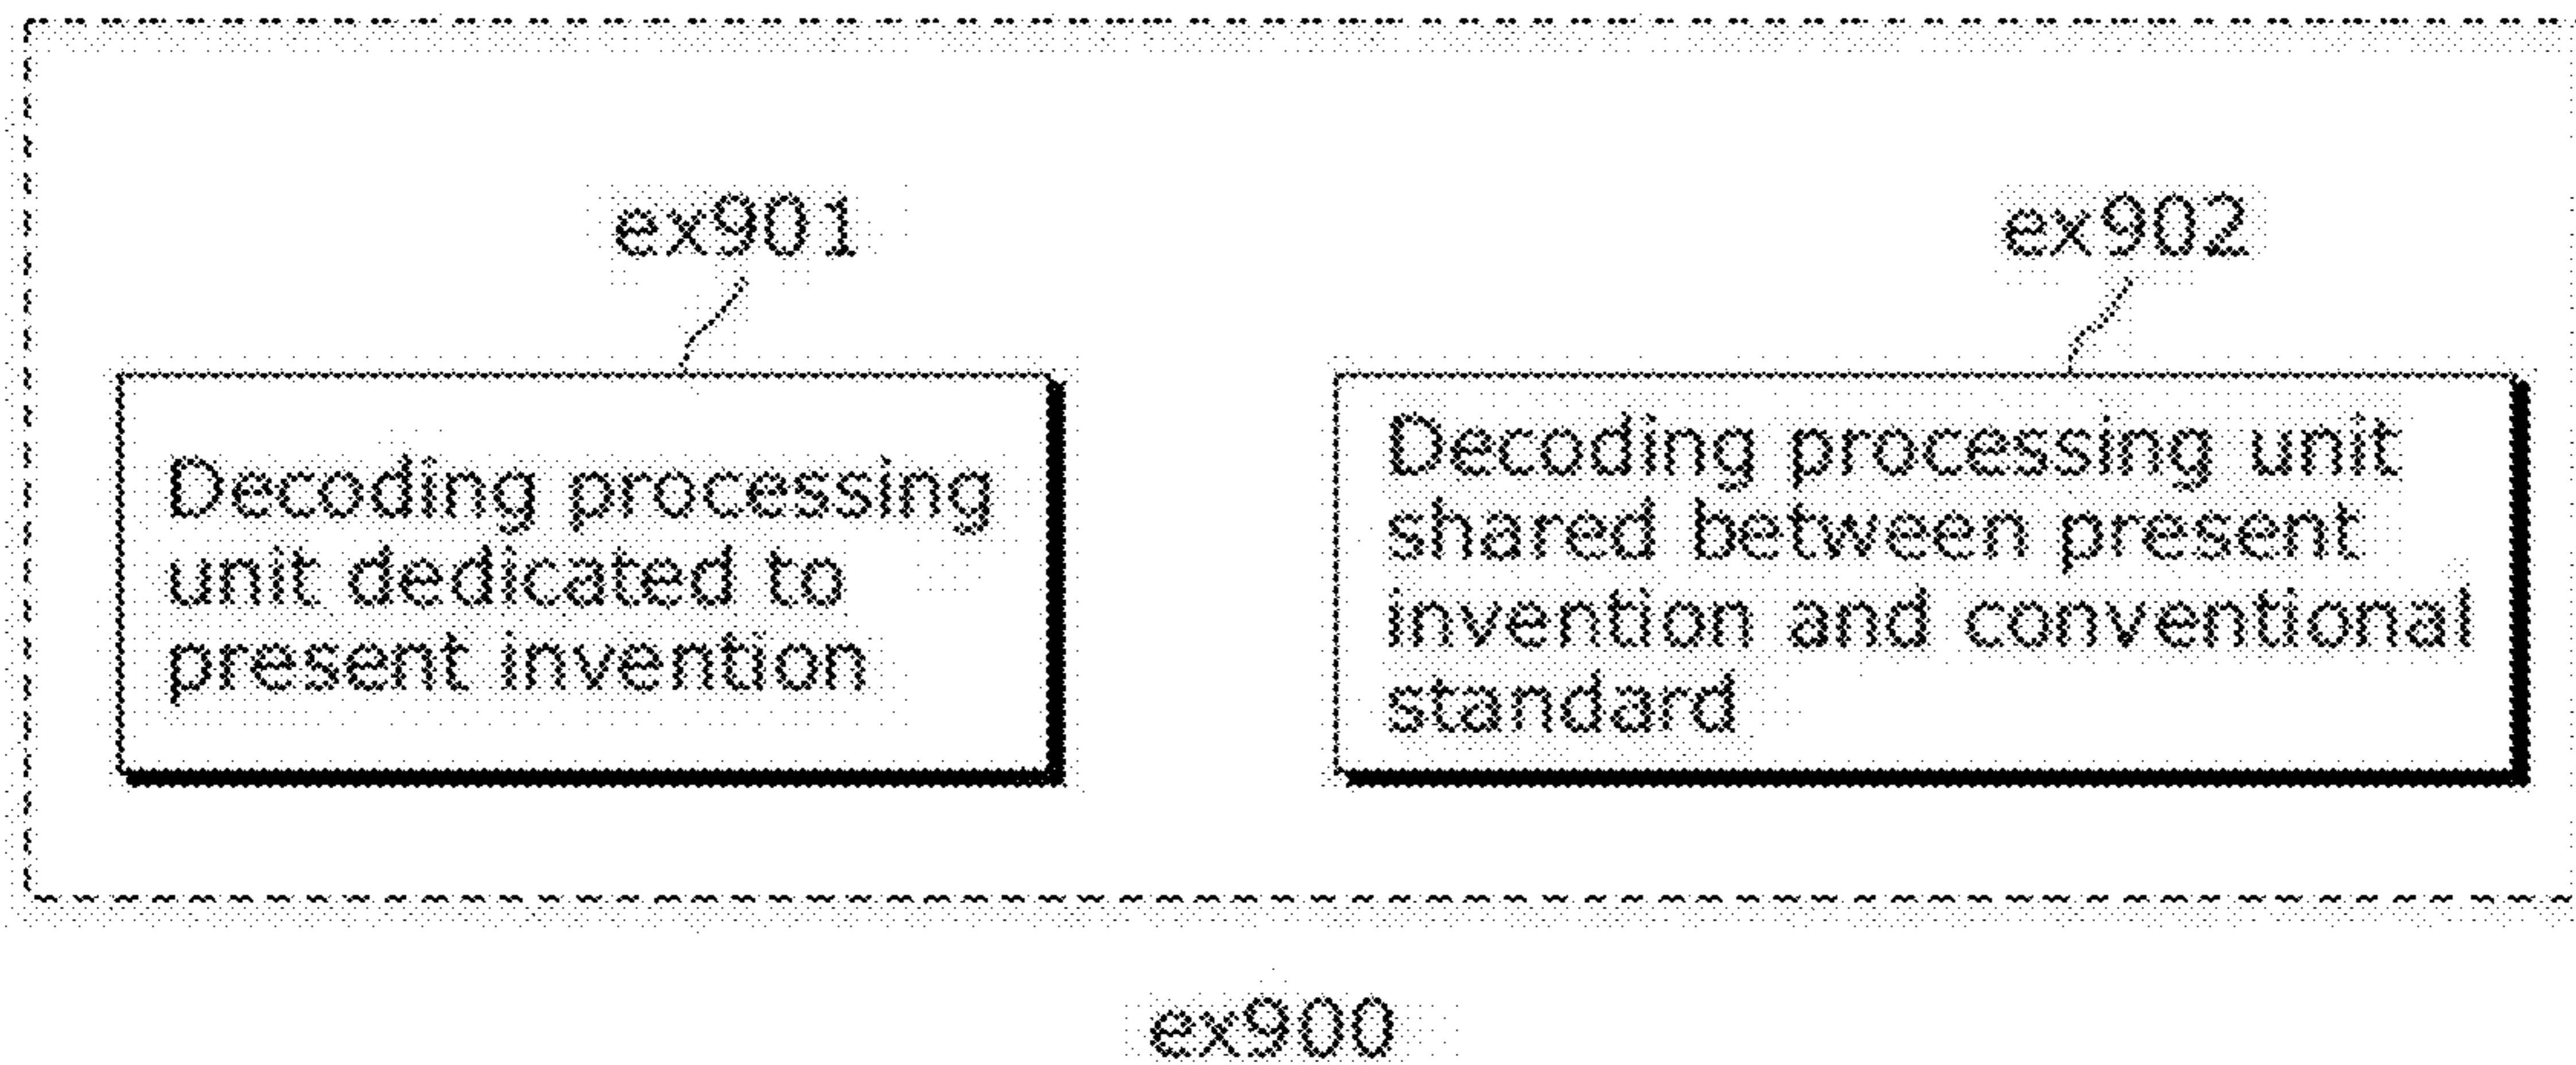 ex901
ex902
Decoding processing
unit dedicated to
present invention
Decoding processing unit
shared between present
invention and conventional
standard
ex900